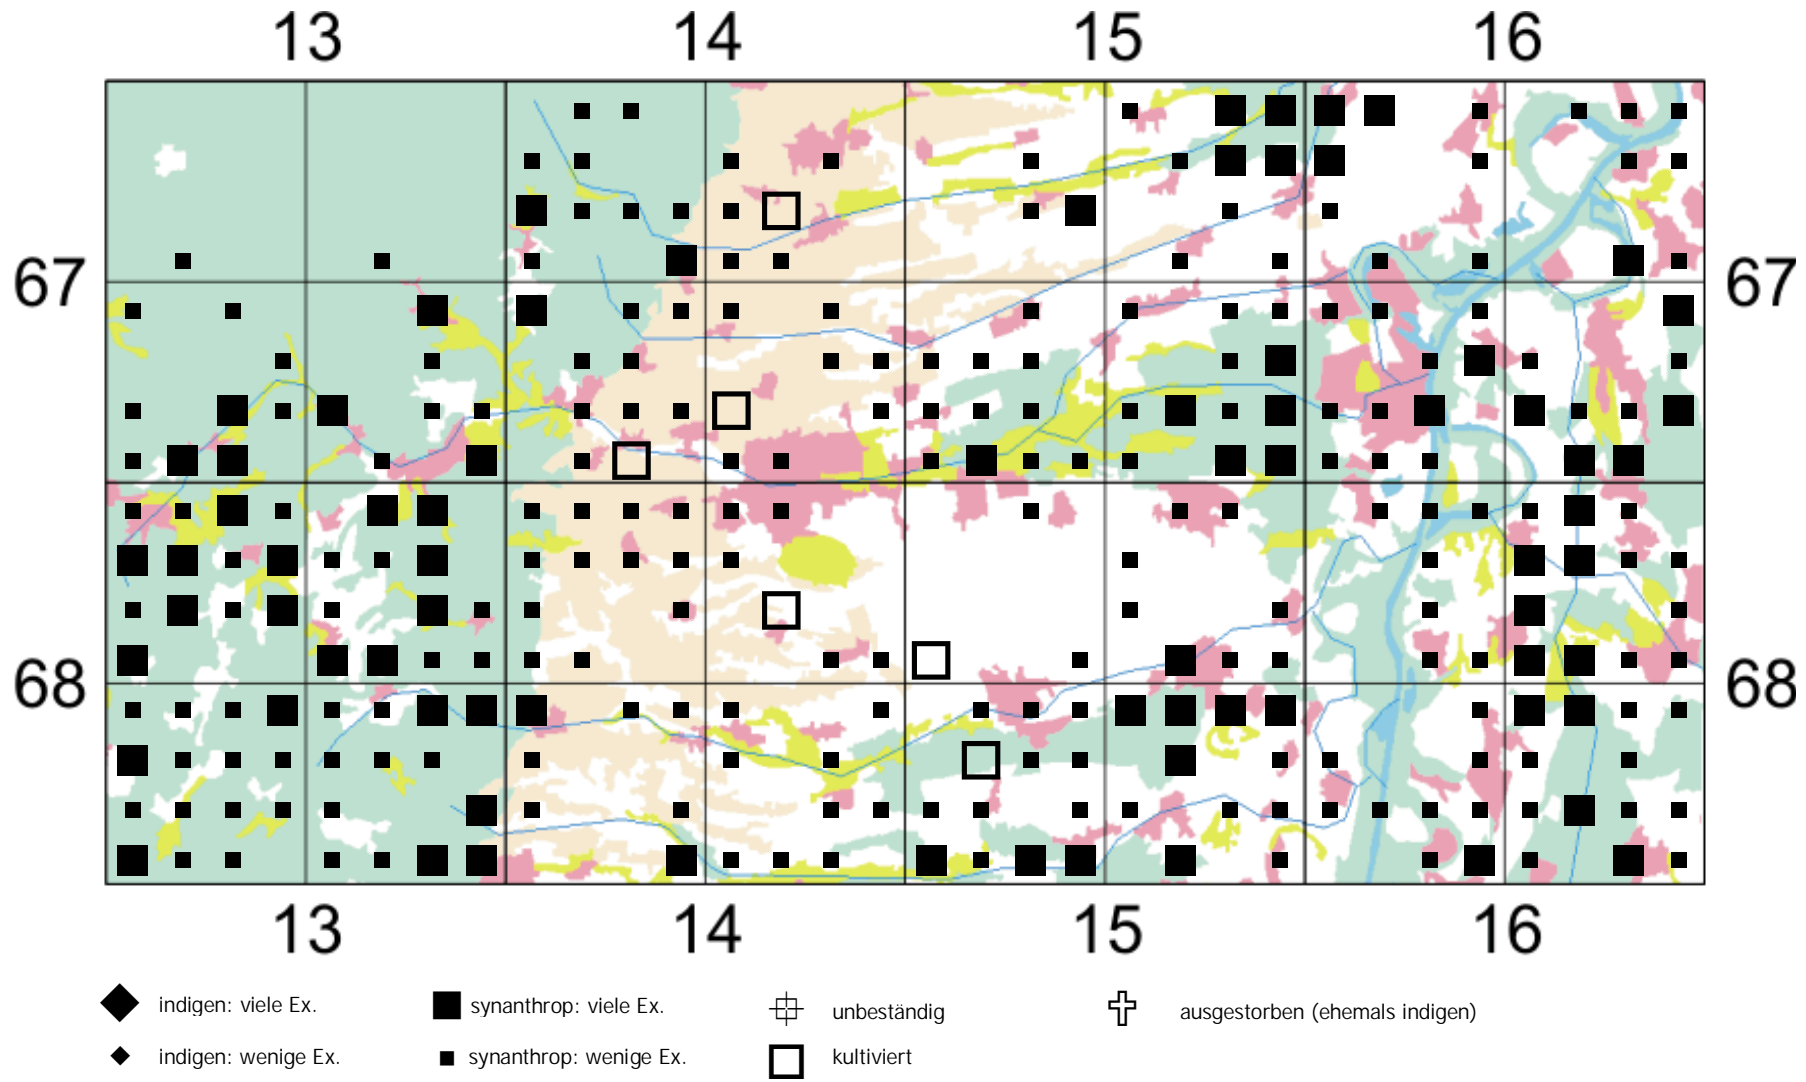 13 14 15 16
67 67
68 68
13 14 15 16
indigen: viele Ex. synanthrop: viele Ex. unbeständig ausgestorben (ehemals indigen)
indigen: wenige Ex. synanthrop: wenige Ex. kultiviert